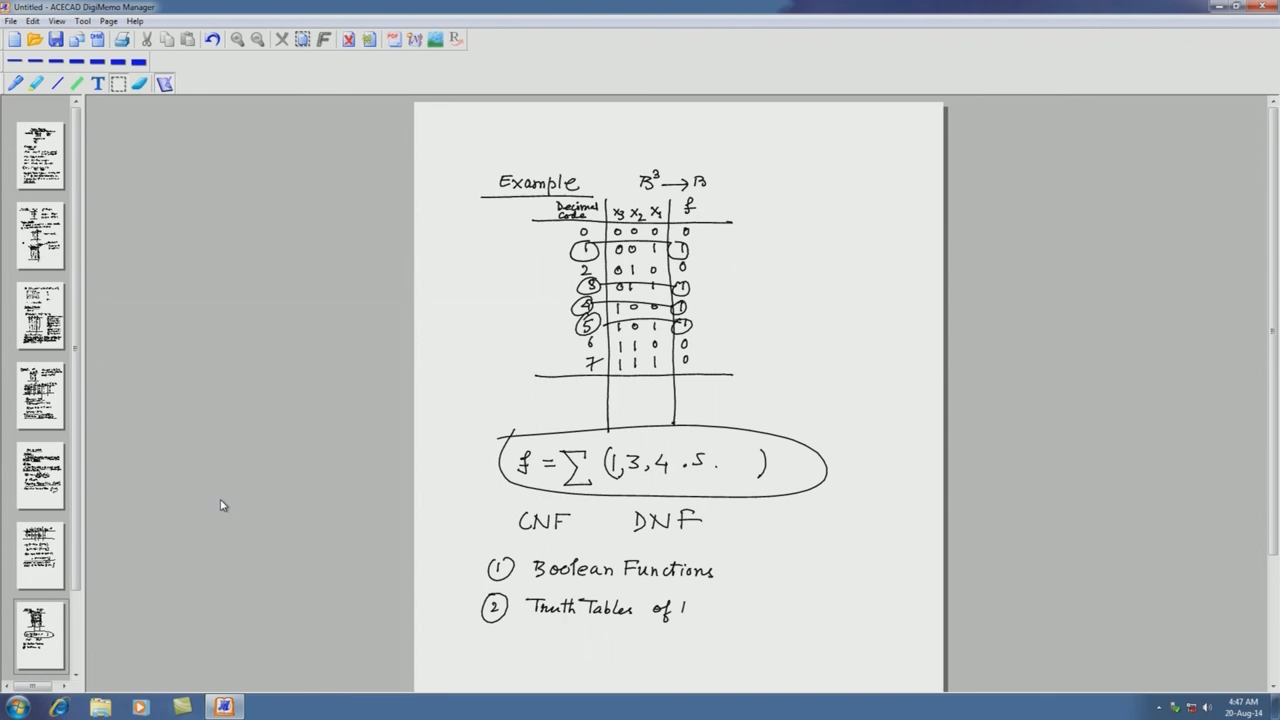 Untitled - ACECAD DigiMemo Manager
File Edit View Tool Page Help
Example B³ → B
Decimal Code x₃ x₂ x₁ f
0 0 0 0 0
1 0 0 1 1
2 0 1 0 0
3 0 1 1 1
4 1 0 0 1
5 1 0 1 1
6 1 1 0 0
7 1 1 1 0
f = ∑ (1,3,4.5. )
CNF DNF
① Boolean Functions
② Truth Tables of I
4:47 AM
20-Aug-14